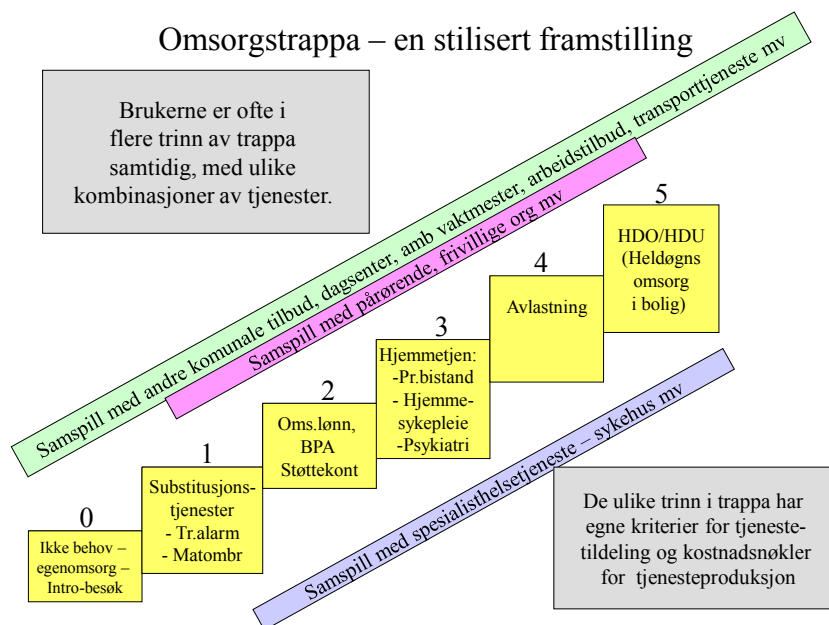 Omsorgstrappa – en stilisert framstilling
Brukerne er ofte i
flere trinn av trappa
samtidig, med ulike
kombinasjoner av tjenester.
Samspill med andre komunale tilbud, dagsenter, amb vaktmester, arbeidstilbud, transporttjeneste mv
Samspill med pårørende, frivillige org mv
5
HDO/HDU
(Heldøgns
omsorg
i bolig)
4
Avlastning
3
Hjemmetjen:
-Pr.bistand
- Hjemme-
sykepleie
-Psykiatri
2
Oms.lønn,
BPA
Støttekont
1
Substitusjons-
tjenester
- Tr.alarm
- Matombr
0
Ikke behov –
egenomsorg –
Intro-besøk
Samspill med spesialisthelsetjeneste – sykehus mv
De ulike trinn i trappa har
egne kriterier for tjeneste-
tildeling og kostnadsnøkler
for tjenesteproduksjon